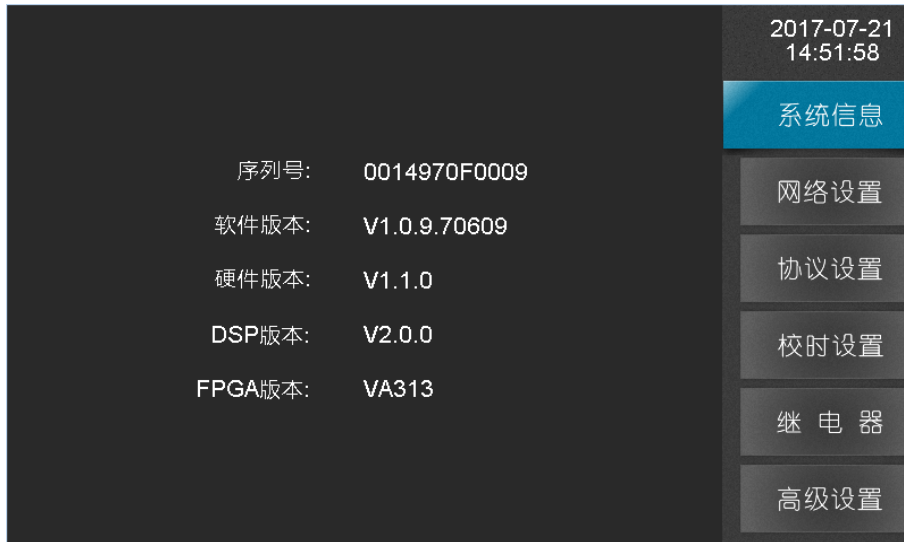 2017-07-21
14:51:58
系统信息
序列号: 0014970F0009
网络设置
软件版本: V1.0.9.70609
协议设置
硬件版本: V1.1.0
校时设置
DSP版本: V2.0.0
FPGA版本: VA313
继 电 器
高级设置